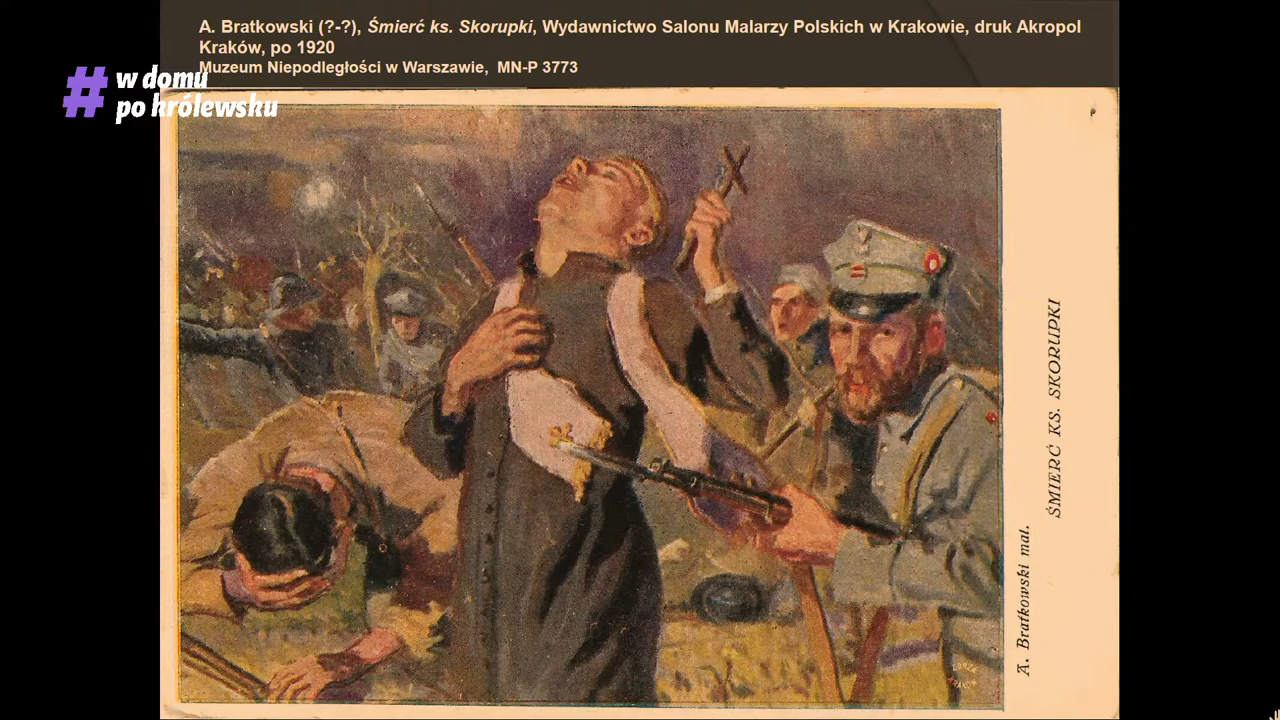 A. Bratkowski (?-?), Śmierć ks. Skorupki, Wydawnictwo Salonu Malarzy Polskich w Krakowie, druk Akropol
Kraków, po 1920
Muzeum Niepodległości w Warszawie, MN-P 3773
# w domu
po królewsku
ŚMIERĆ KS. SKORUPKI
A. Bratkowski mal.